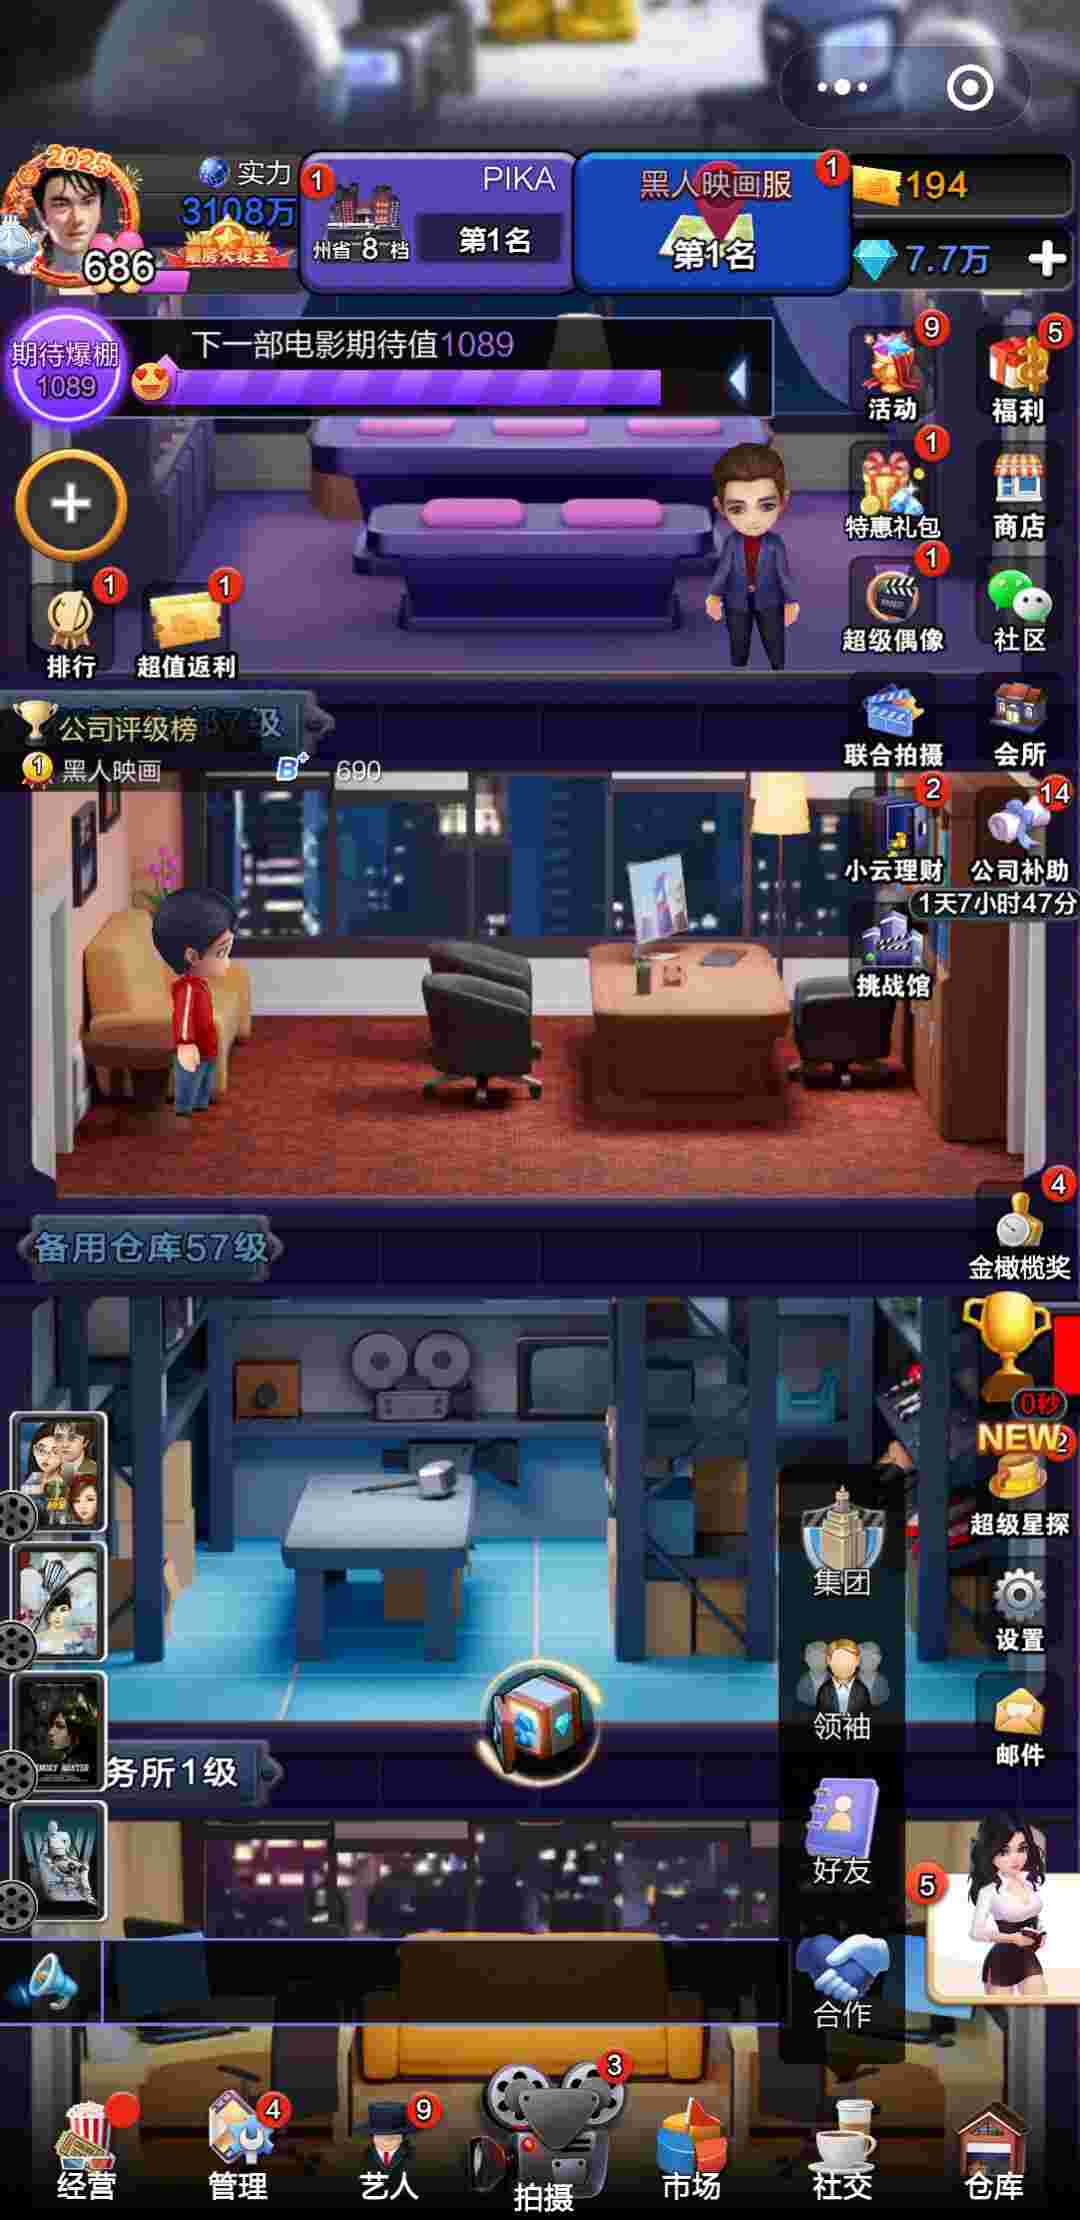 2025
实力
3108万
票房大卖王
686
1
PIKA
州省 8 档
第1名
黑人映画服
1
第1名
194
7.7万
期待爆棚
1089
下一部电影期待值1089
9
活动
5
福利
1
特惠礼包
商店
1
超级偶像
社区
1
排行
1
超值返利
联合拍摄
会所
7级
公司评级榜
1
黑人映画
B+
690
2
小云理财
14
公司补助
1天7小时47分
挑战馆
备用仓库57级
4
金橄榄奖
0秒
NEW
2
超级星探
集团
设置
领袖
邮件
务所1级
好友
5
合作
经营
4
管理
9
艺人
3
拍摄
市场
社交
仓库